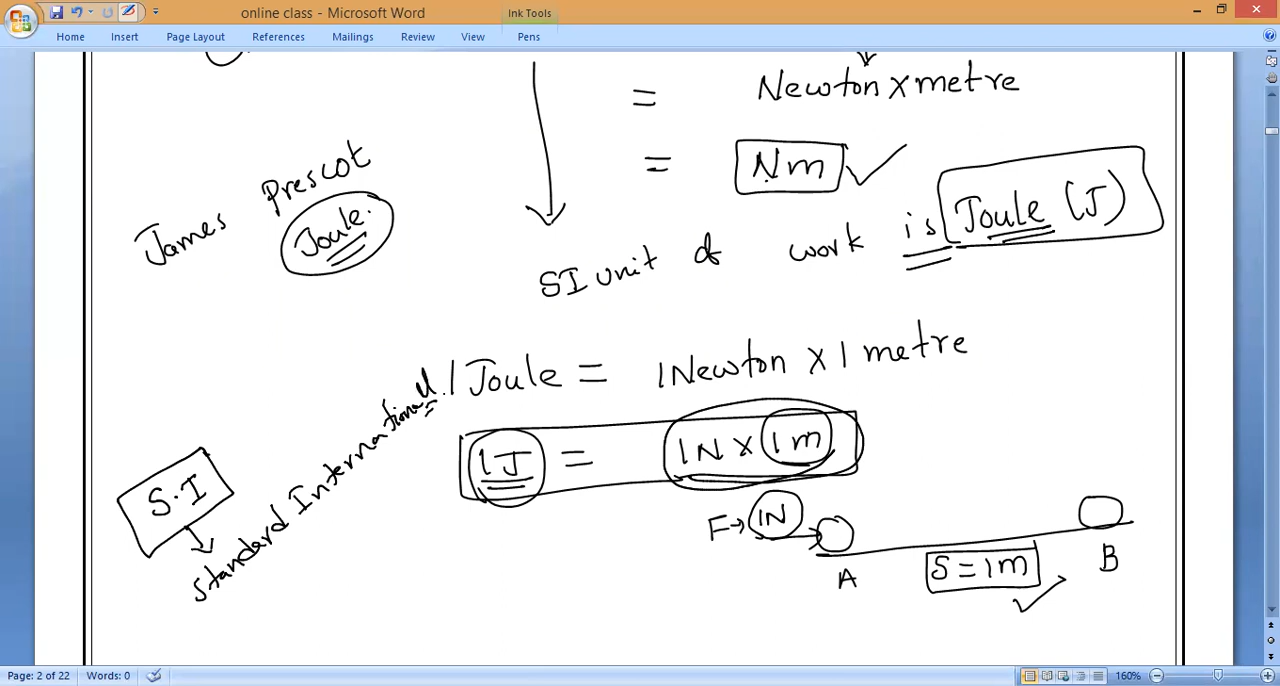 online class - Microsoft Word
Ink Tools
Home Insert Page Layout References Mailings Review View Pens
Newton x metre
= 
= Nm
James Prescot
Joule.
SI unit of work is Joule (J)
1 Joule = 1 Newton x 1 metre
1J = 1N x 1m
S.I
Standard International
F→ 1N
A
S = 1m
B
Page: 2 of 22 Words: 0
160%